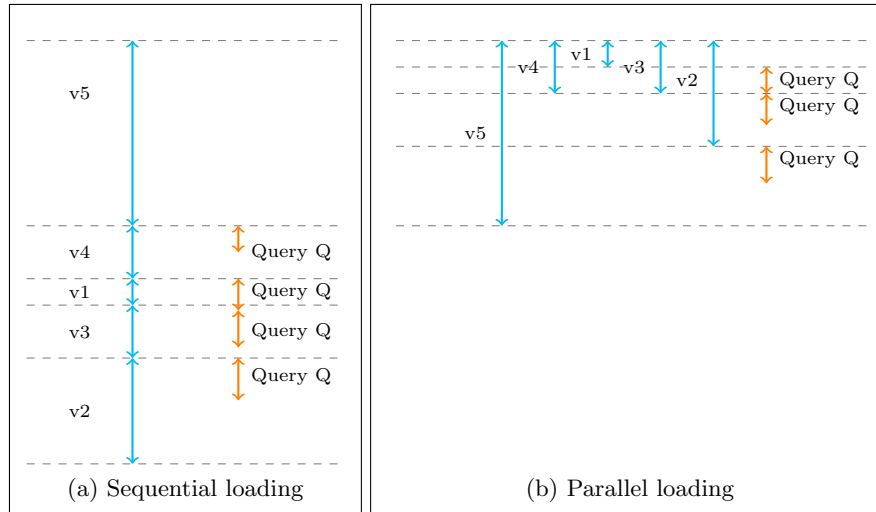 v5
v4
Query Q
v1
Query Q
v3
Query Q
Query Q
v2
(a) Sequential loading
v1
v4
v3
v2
Query Q
Query Q
v5
Query Q
(b) Parallel loading